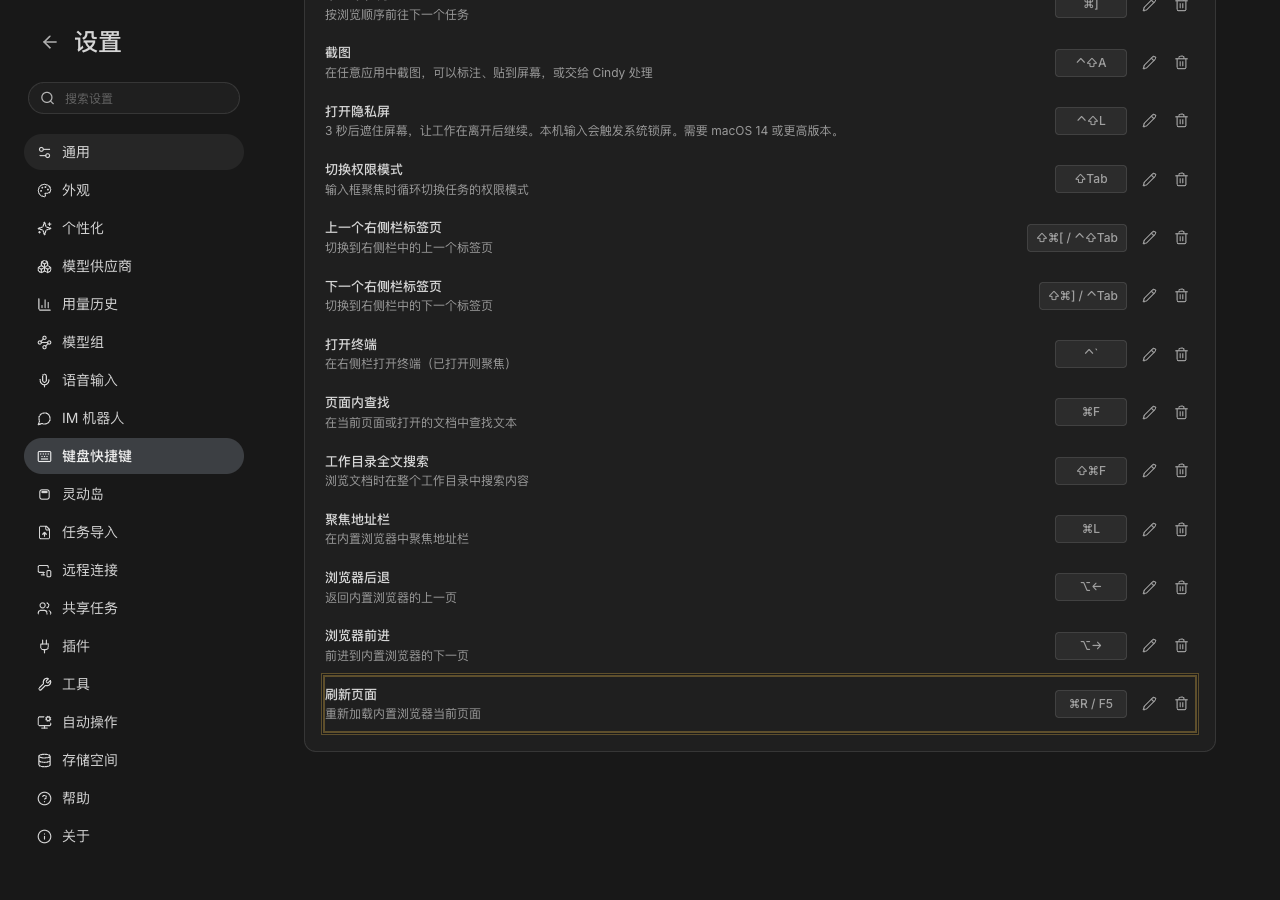 设置
搜索设置
通用
外观
个性化
模型供应商
用量历史
模型组
语音输入
IM 机器人
键盘快捷键
灵动岛
任务导入
远程连接
共享任务
插件
工具
自动操作
存储空间
帮助
关于
按浏览顺序前往下一个任务
⌘]
截图
在任意应用中截图，可以标注、贴到屏幕，或交给 Cindy 处理
^⇧A
打开隐私屏
3 秒后遮住屏幕，让工作在离开后继续。本机输入会触发系统锁屏。需要 macOS 14 或更高版本。
^⇧L
切换权限模式
输入框聚焦时循环切换任务的权限模式
⇧Tab
上一个右侧栏标签页
切换到右侧栏中的上一个标签页
⇧⌘[ / ^⇧Tab
下一个右侧栏标签页
切换到右侧栏中的下一个标签页
⇧⌘] / ^Tab
打开终端
在右侧栏打开终端（已打开则聚焦）
^`
页面内查找
在当前页面或打开的文档中查找文本
⌘F
工作目录全文搜索
浏览文档时在整个工作目录中搜索内容
⇧⌘F
聚焦地址栏
在内置浏览器中聚焦地址栏
⌘L
浏览器后退
返回内置浏览器的上一页
⌥←
浏览器前进
前进到内置浏览器的下一页
⌥→
刷新页面
重新加载内置浏览器当前页面
⌘R / F5